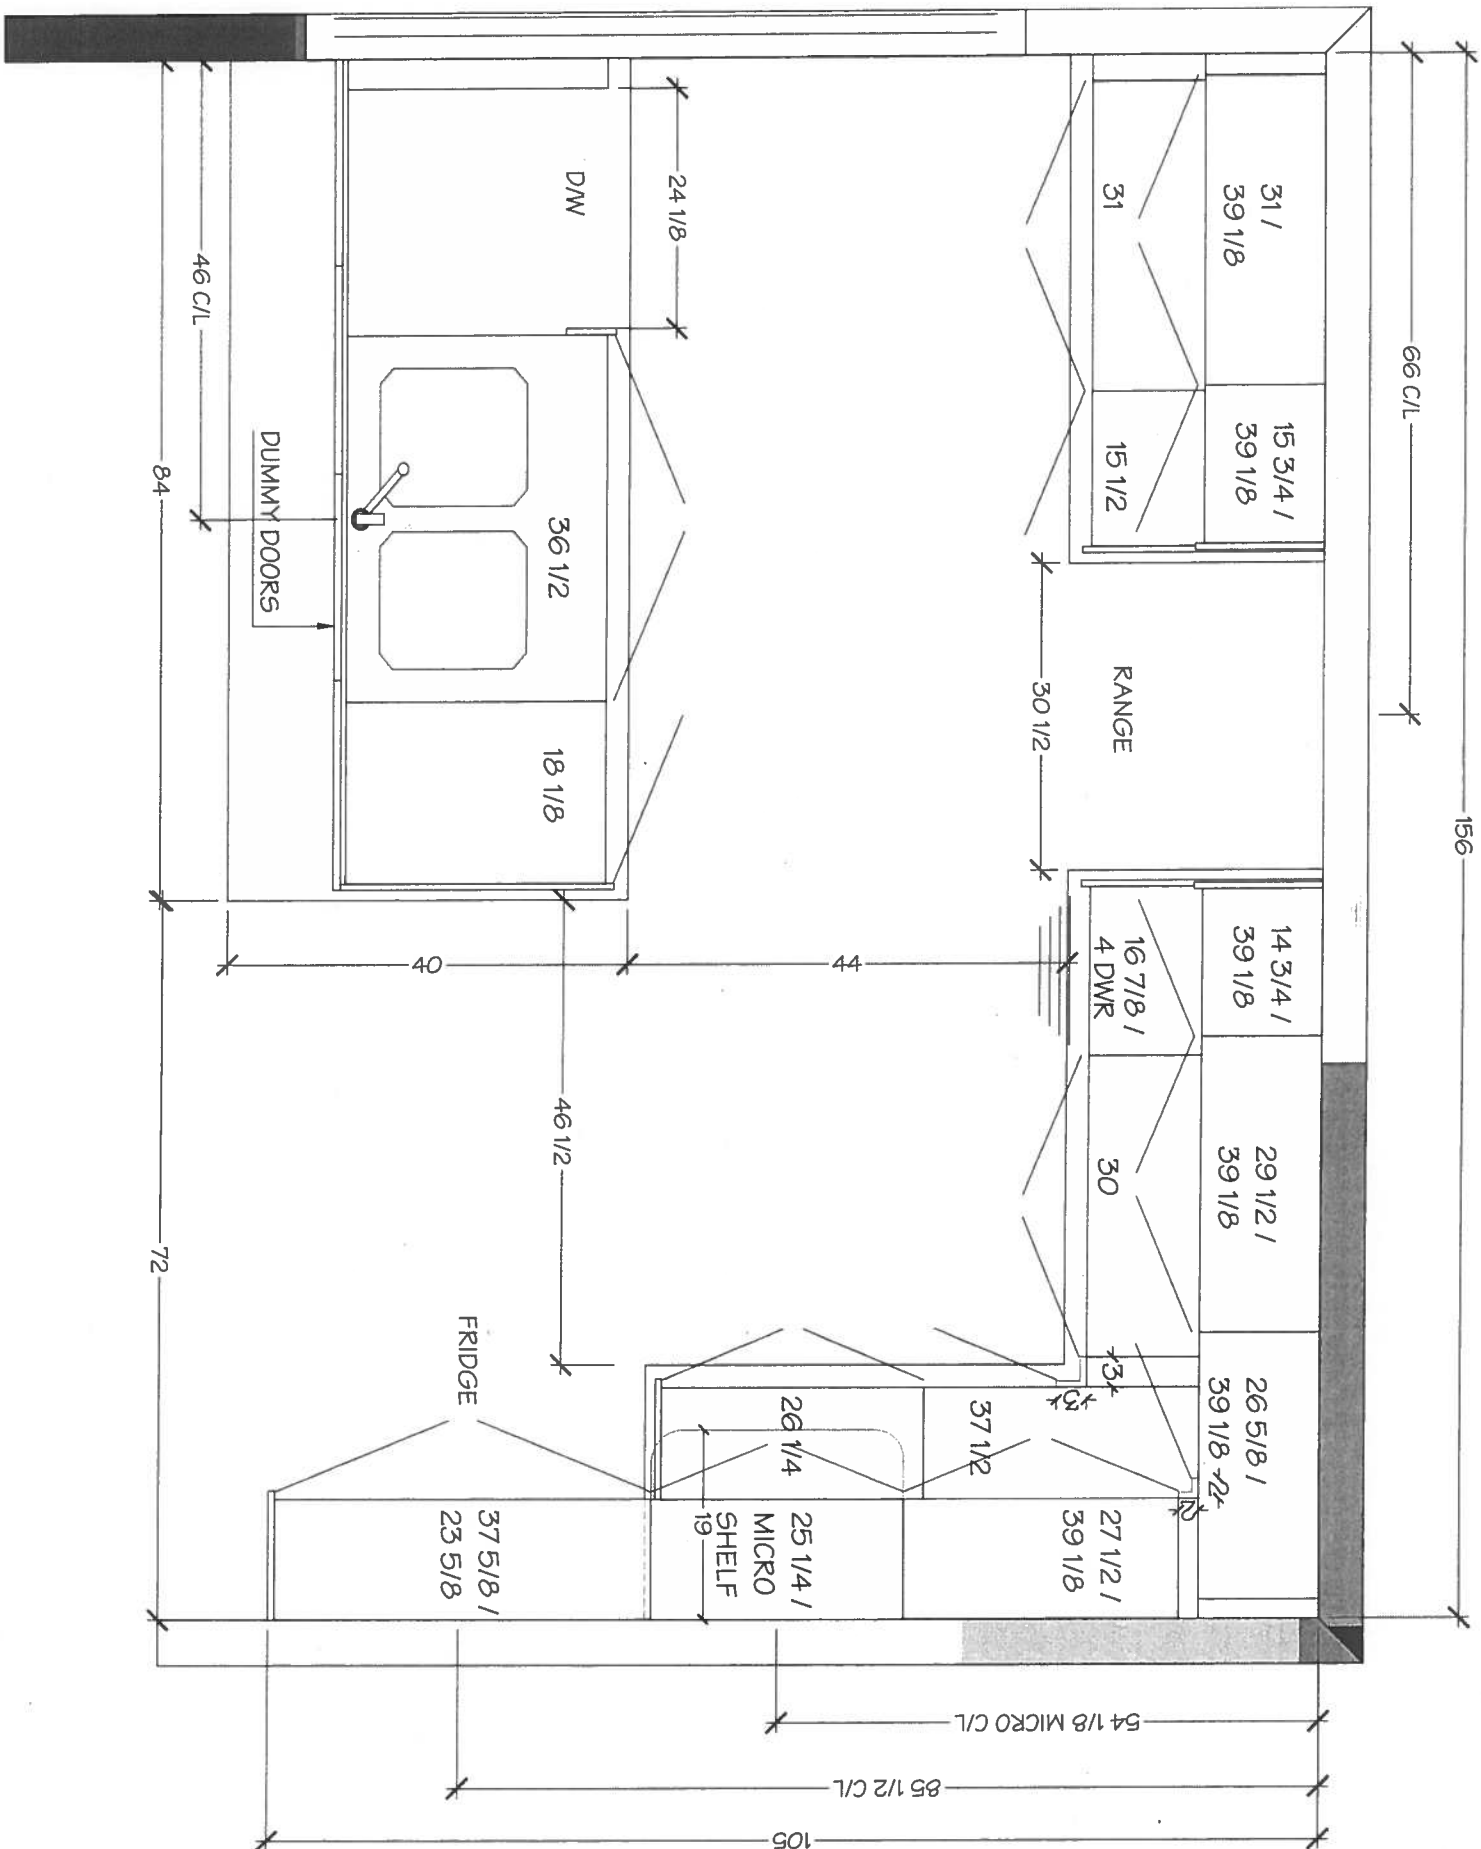 156
66 C/L
31 /
39 1/8
15 3/4 /
39 1/8
31
15 1/2
RANGE
30 1/2
14 3/4 /
39 1/8
16 7/8 /
4 DWR
29 1/2 /
39 1/8
30
26 5/8 /
39 1/8
2
3
3
2
24 1/8
D/W
36 1/2
18 1/8
46 C/L
DUMMY DOORS
84
40
44
46 1/2
72
FRIDGE
37 1/2
26 1/4
27 1/2 /
39 1/8
25 1/4 /
MICRO
SHELF
19
37 5/8 /
23 5/8
54 1/8 MICRO C/L
85 1/2 C/L
105